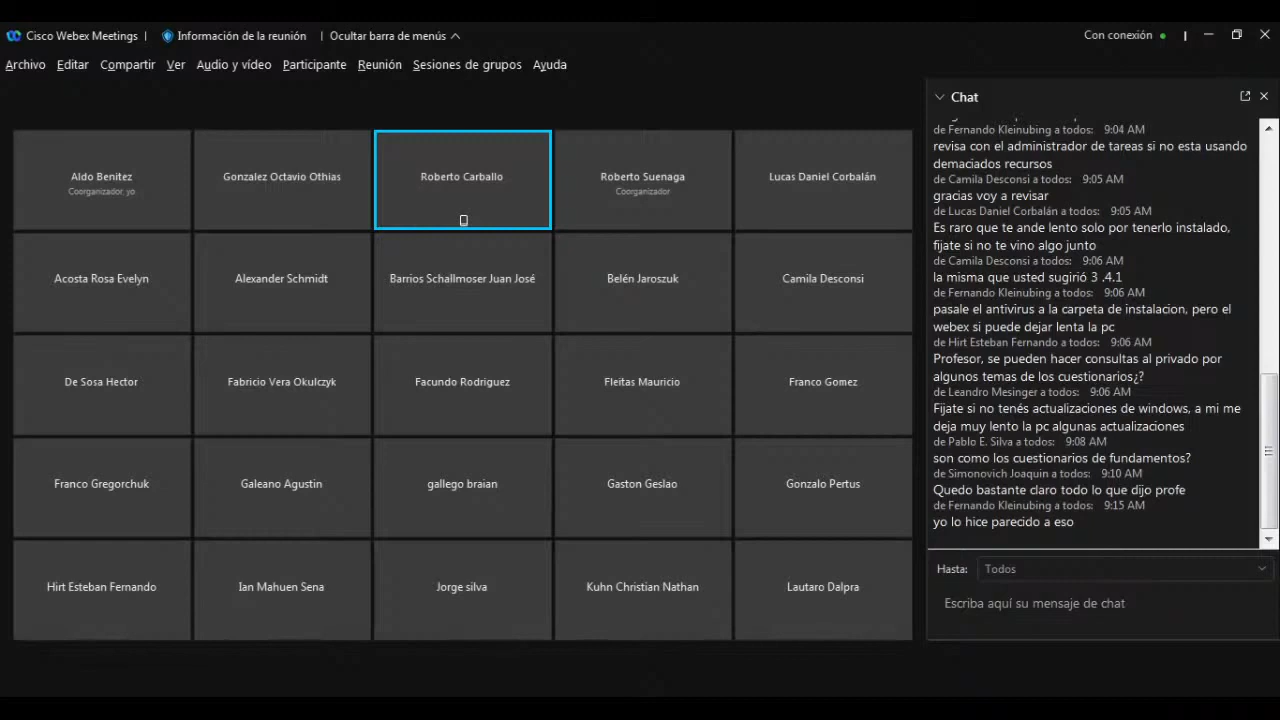 Cisco Webex Meetings | Información de la reunión | Ocultar barra de menús
Con conexión
Archivo Editar Compartir Ver Audio y vídeo Participante Reunión Sesiones de grupos Ayuda
Aldo Benitez
Coorganizador, yo
Gonzalez Octavio Othias
Roberto Carballo
Roberto Suenaga
Coorganizador
Lucas Daniel Corbalán
Acosta Rosa Evelyn
Alexander Schmidt
Barrios Schallmoser Juan José
Belén Jaroszuk
Camila Desconsi
De Sosa Hector
Fabricio Vera Okulczyk
Facundo Rodriguez
Fleitas Mauricio
Franco Gomez
Franco Gregorchuk
Galeano Agustin
gallego braian
Gaston Geslao
Gonzalo Pertus
Hirt Esteban Fernando
Ian Mahuen Sena
Jorge silva
Kuhn Christian Nathan
Lautaro Dalpra
Chat
de Fernando Kleinubing a todos: 9:04 AM
revisa con el administrador de tareas si no esta usando
demaciados recursos
de Camila Desconsi a todos: 9:05 AM
gracias voy a revisar
de Lucas Daniel Corbalán a todos: 9:05 AM
Es raro que te ande lento solo por tenerlo instalado,
fijate si no te vino algo junto
de Camila Desconsi a todos: 9:06 AM
la misma que usted sugirió 3 .4.1
de Fernando Kleinubing a todos: 9:06 AM
pasale el antivirus a la carpeta de instalacion, pero el
webex si puede dejar lenta la pc
de Hirt Esteban Fernando a todos: 9:06 AM
Profesor, se pueden hacer consultas al privado por
algunos temas de los cuestionarios¿?
de Leandro Mesinger a todos: 9:06 AM
Fijate si no tenés actualizaciones de windows, a mi me
deja muy lento la pc algunas actualizaciones
de Pablo E. Silva a todos: 9:08 AM
son como los cuestionarios de fundamentos?
de Simonovich Joaquin a todos: 9:10 AM
Quedo bastante claro todo lo que dijo profe
de Fernando Kleinubing a todos: 9:15 AM
yo lo hice parecido a eso
Hasta: Todos
Escriba aquí su mensaje de chat